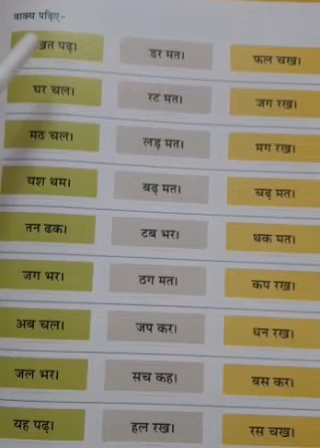 वाक्य पढ़िए–
पढ़। डर मत। फल चख।
घर चल। रट मत। जग रख।
मठ चल। लड़ मत। मग रख।
यश थम। बढ़ मत। चढ़ मत।
तन ढक। टब भर। थक मत।
जग भर। ठग मत। कप रख।
अब चल। जप कर। धन रख।
जल भर। सच कह। बस कर।
यह पढ़। हल रख। रस चख।